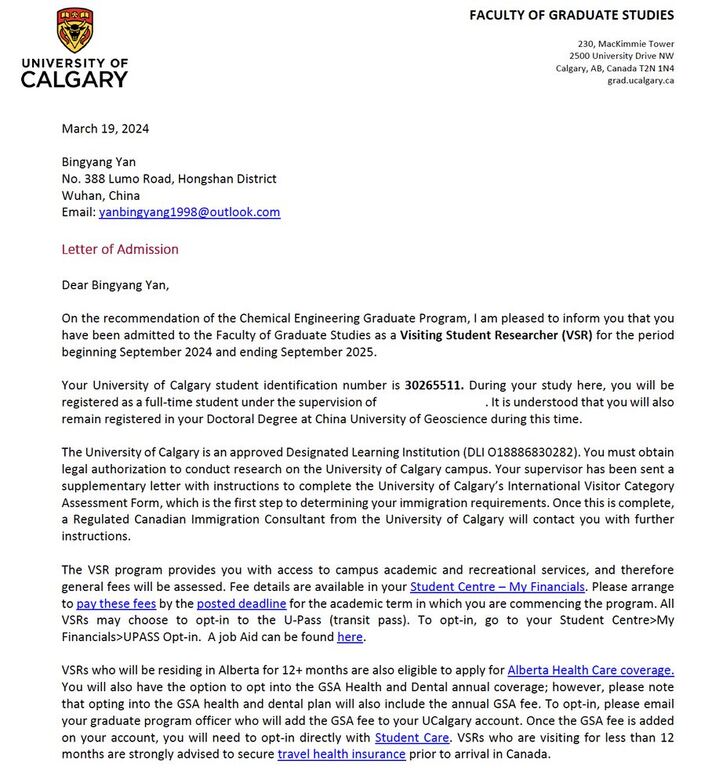 UNIVERSITY OF
CALGARY
FACULTY OF GRADUATE STUDIES
230, MacKimmie Tower
2500 University Drive NW
Calgary, AB, Canada T2N 1N4
grad.ucalgary.ca
March 19, 2024
Bingyang Yan
No. 388 Lumo Road, Hongshan District
Wuhan, China
Email: yanbingyang1998@outlook.com
Letter of Admission
Dear Bingyang Yan,
On the recommendation of the Chemical Engineering Graduate Program, I am pleased to inform you that you
have been admitted to the Faculty of Graduate Studies as a Visiting Student Researcher (VSR) for the period
beginning September 2024 and ending September 2025.
Your University of Calgary student identification number is 30265511. During your study here, you will be
registered as a full-time student under the supervision of . It is understood that you will also
remain registered in your Doctoral Degree at China University of Geoscience during this time.
The University of Calgary is an approved Designated Learning Institution (DLI O18886830282). You must obtain
legal authorization to conduct research on the University of Calgary campus. Your supervisor has been sent a
supplementary letter with instructions to complete the University of Calgary's International Visitor Category
Assessment Form, which is the first step to determining your immigration requirements. Once this is complete,
a Regulated Canadian Immigration Consultant from the University of Calgary will contact you with further
instructions.
The VSR program provides you with access to campus academic and recreational services, and therefore
general fees will be assessed. Fee details are available in your Student Centre – My Financials. Please arrange
to pay these fees by the posted deadline for the academic term in which you are commencing the program. All
VSRs may choose to opt-in to the U-Pass (transit pass). To opt-in, go to your Student Centre>My
Financials>UPASS Opt-in. A job Aid can be found here.
VSRs who will be residing in Alberta for 12+ months are also eligible to apply for Alberta Health Care coverage.
You will also have the option to opt into the GSA Health and Dental annual coverage; however, please note
that opting into the GSA health and dental plan will also include the annual GSA fee. To opt-in, please email
your graduate program officer who will add the GSA fee to your UCalgary account. Once the GSA fee is added
on your account, you will need to opt-in directly with Student Care. VSRs who are visiting for less than 12
months are strongly advised to secure travel health insurance prior to arrival in Canada.